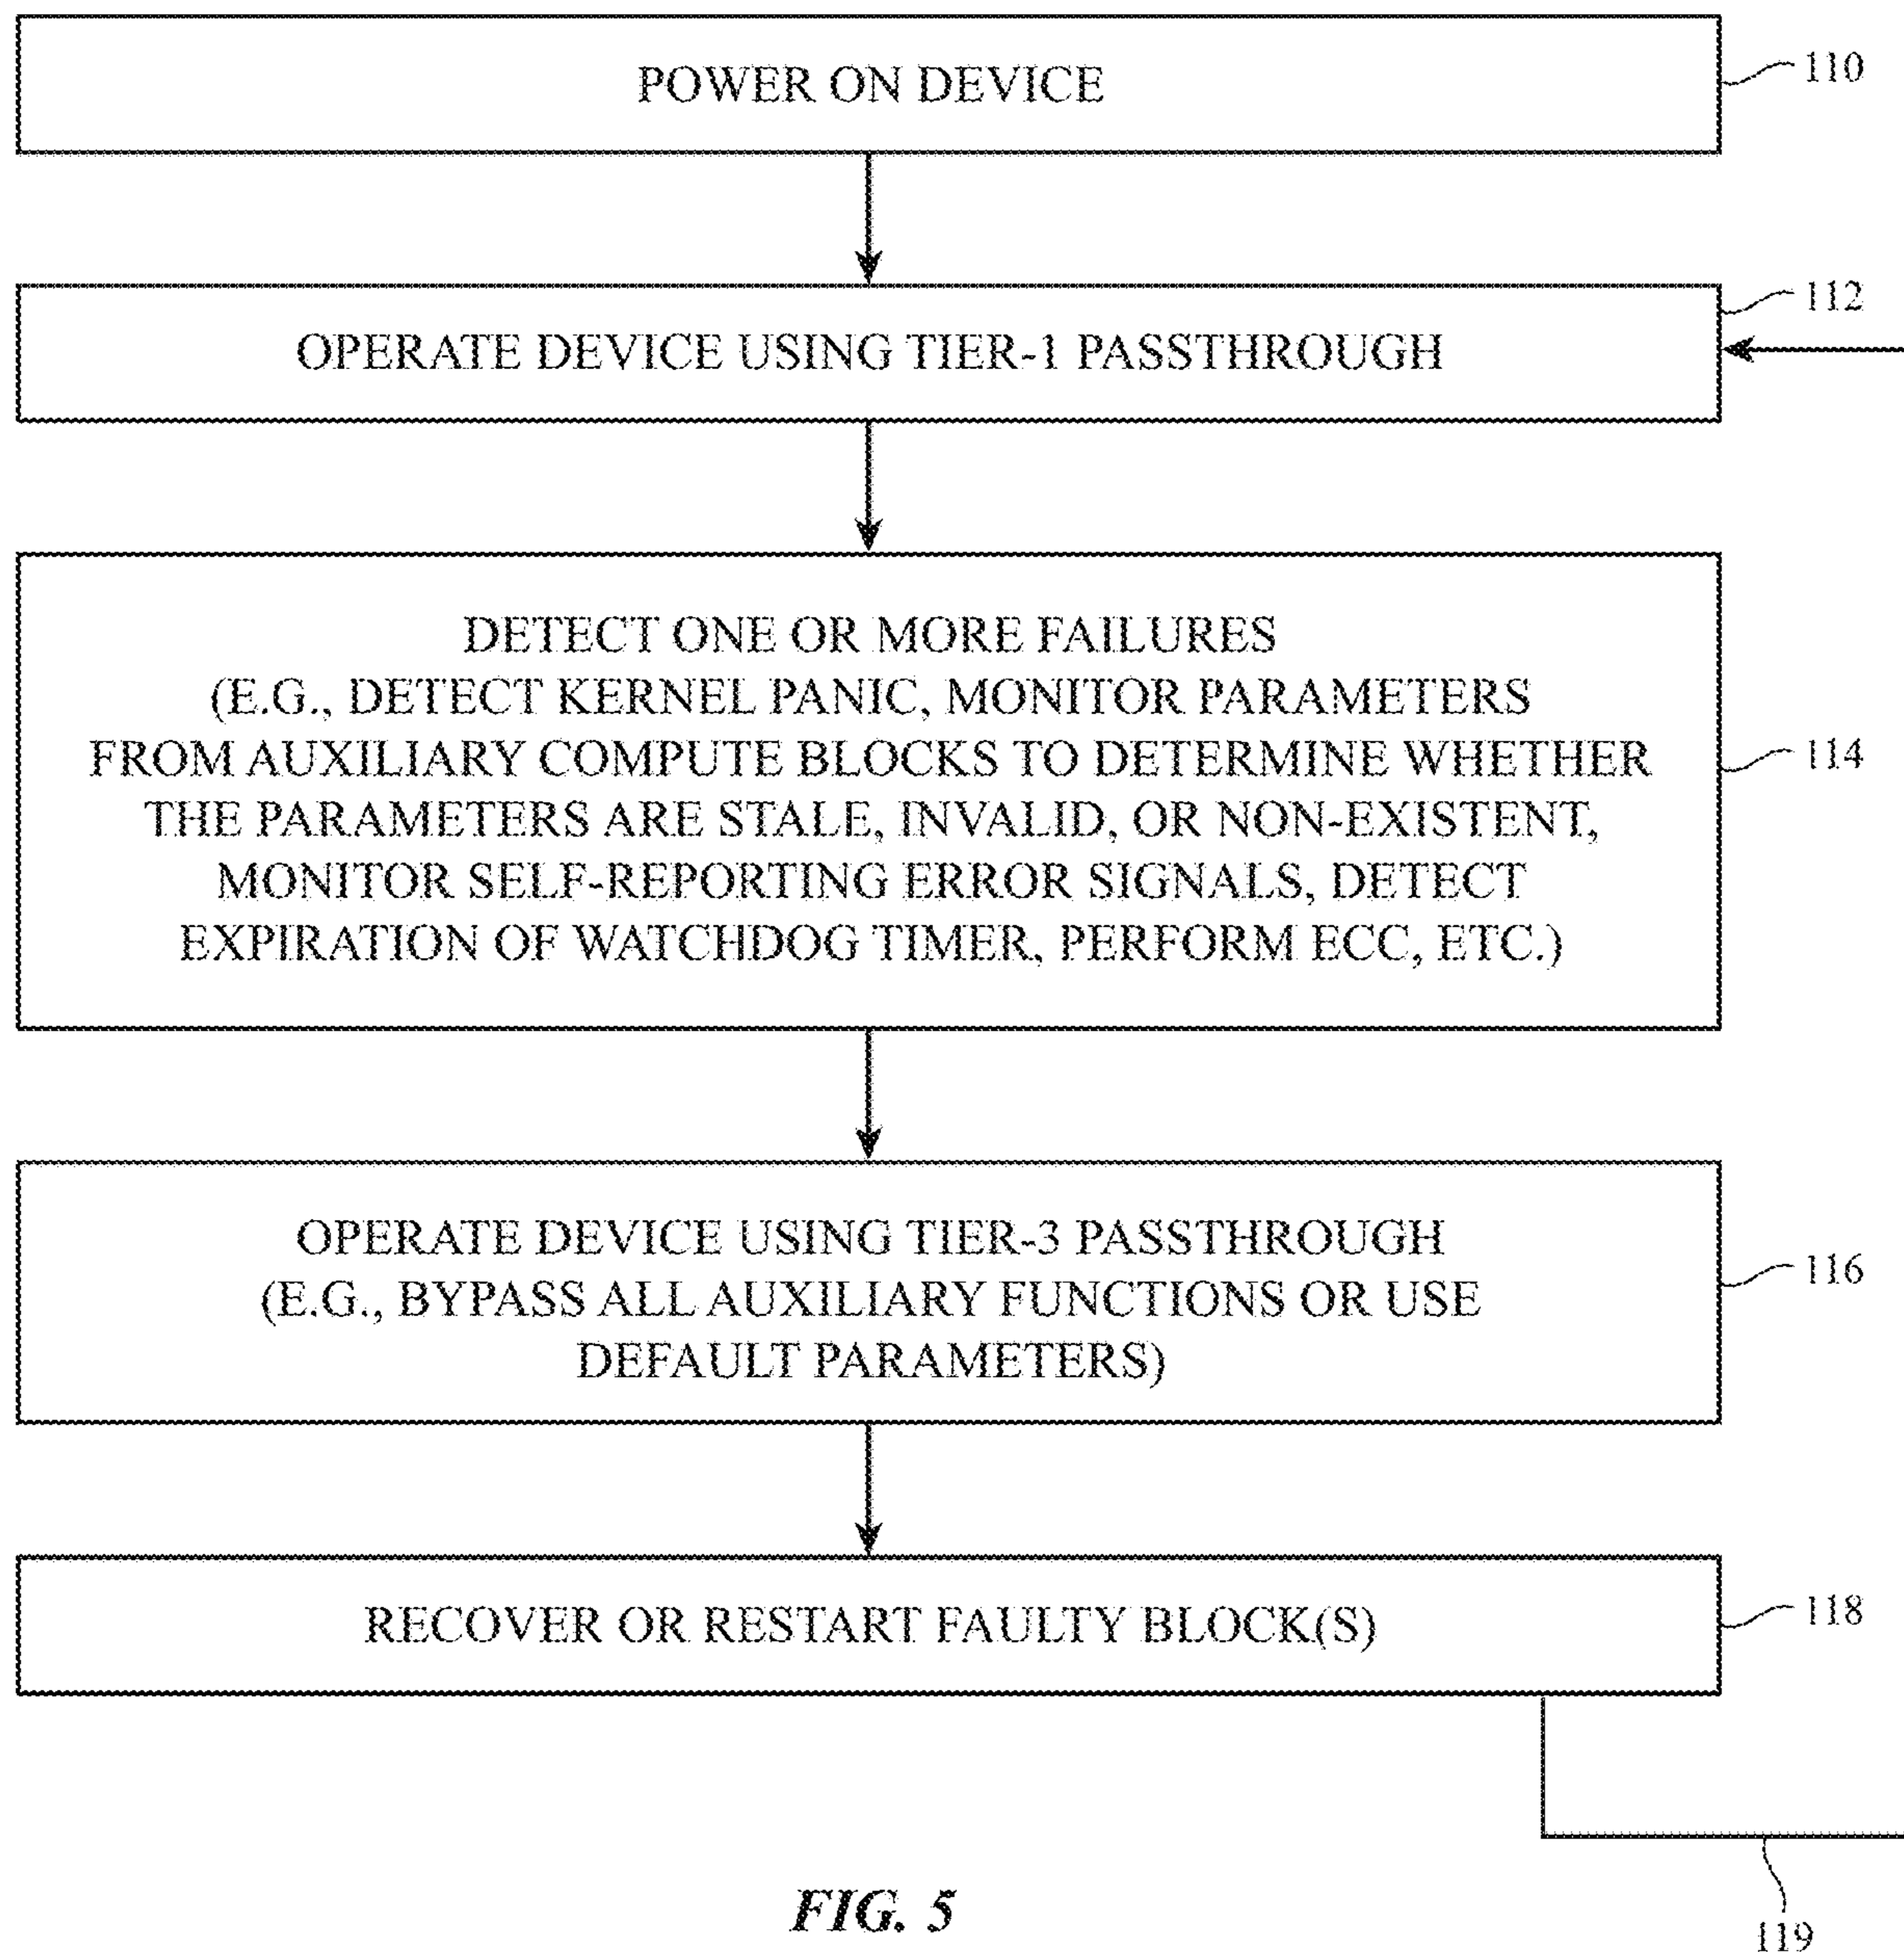 POWER ON DEVICE
110
OPERATE DEVICE USING TIER-1 PASSTHROUGH
112
DETECT ONE OR MORE FAILURES
(E.G., DETECT KERNEL PANIC, MONITOR PARAMETERS
FROM AUXILIARY COMPUTE BLOCKS TO DETERMINE WHETHER
THE PARAMETERS ARE STALE, INVALID, OR NON-EXISTENT,
MONITOR SELF-REPORTING ERROR SIGNALS, DETECT
EXPIRATION OF WATCHDOG TIMER, PERFORM ECC, ETC.)
114
OPERATE DEVICE USING TIER-3 PASSTHROUGH
(E.G., BYPASS ALL AUXILIARY FUNCTIONS OR USE
DEFAULT PARAMETERS)
116
RECOVER OR RESTART FAULTY BLOCK(S)
118
119
FIG. 5